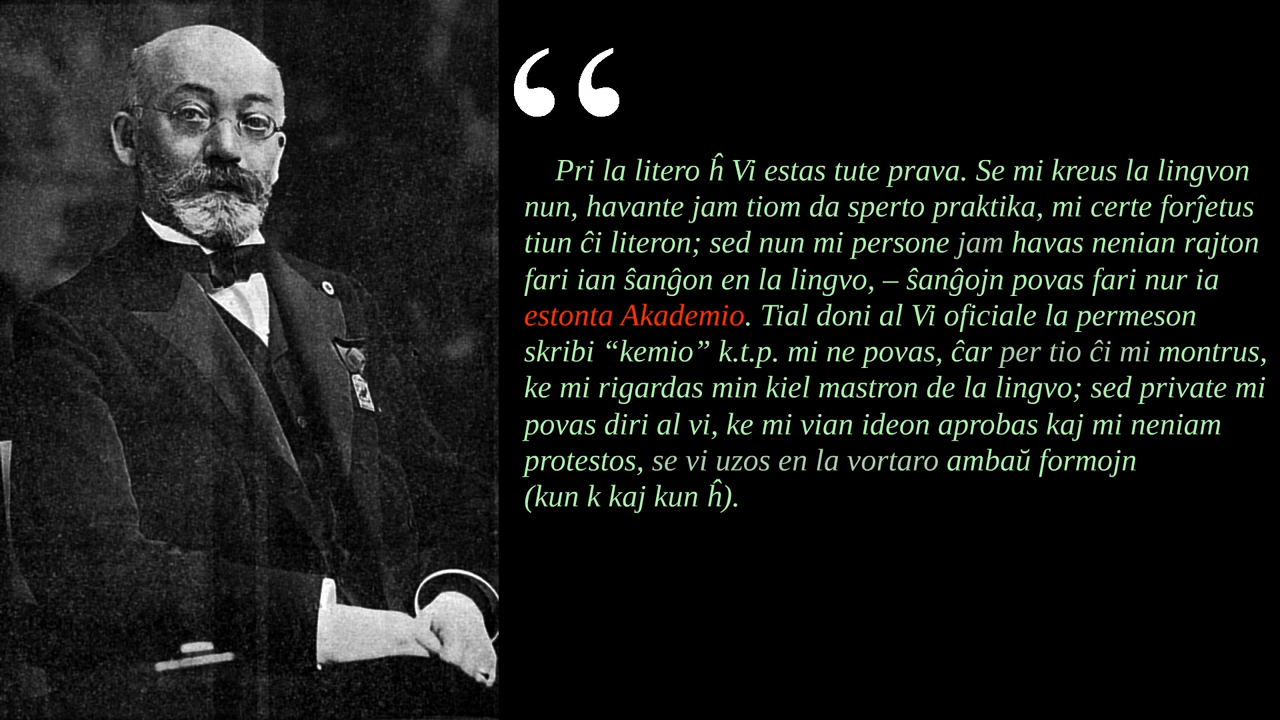 “
Pri la litero ĥ Vi estas tute prava. Se mi kreus la lingvon
nun, havante jam tiom da sperto praktika, mi certe forĵetus
tiun ĉi literon; sed nun mi persone jam havas nenian rajton
fari ian ŝanĝon en la lingvo, – ŝanĝojn povas fari nur ia
estonta Akademio. Tial doni al Vi oficiale la permeson
skribi “kemio” k.t.p. mi ne povas, ĉar per tio ĉi mi montrus,
ke mi rigardas min kiel mastron de la lingvo; sed private mi
povas diri al vi, ke mi vian ideon aprobas kaj mi neniam
protestos, se vi uzos en la vortaro ambaŭ formojn
(kun k kaj kun ĥ).